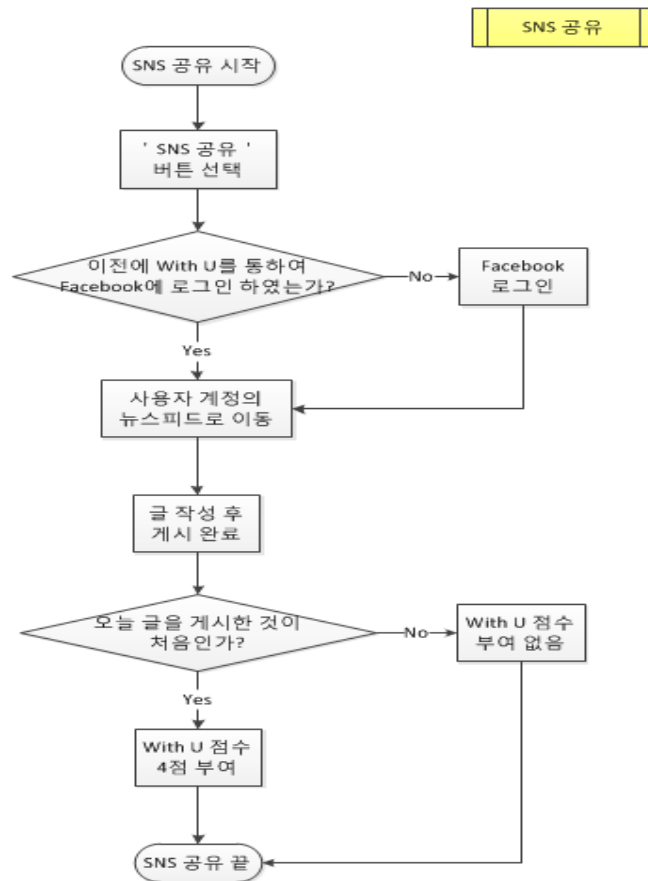 SNS 공유
SNS 공유 시작
' SNS 공유 '
버튼 선택
이전에 With U를 통하여
Facebook에 로그인 하였는가?
No
Facebook
로그인
Yes
사용자 계정의
뉴스피드로 이동
글 작성 후
게시 완료
오늘 글을 게시한 것이
처음인가?
No
With U 점수
부여 없음
Yes
With U 점수
4점 부여
SNS 공유 끝